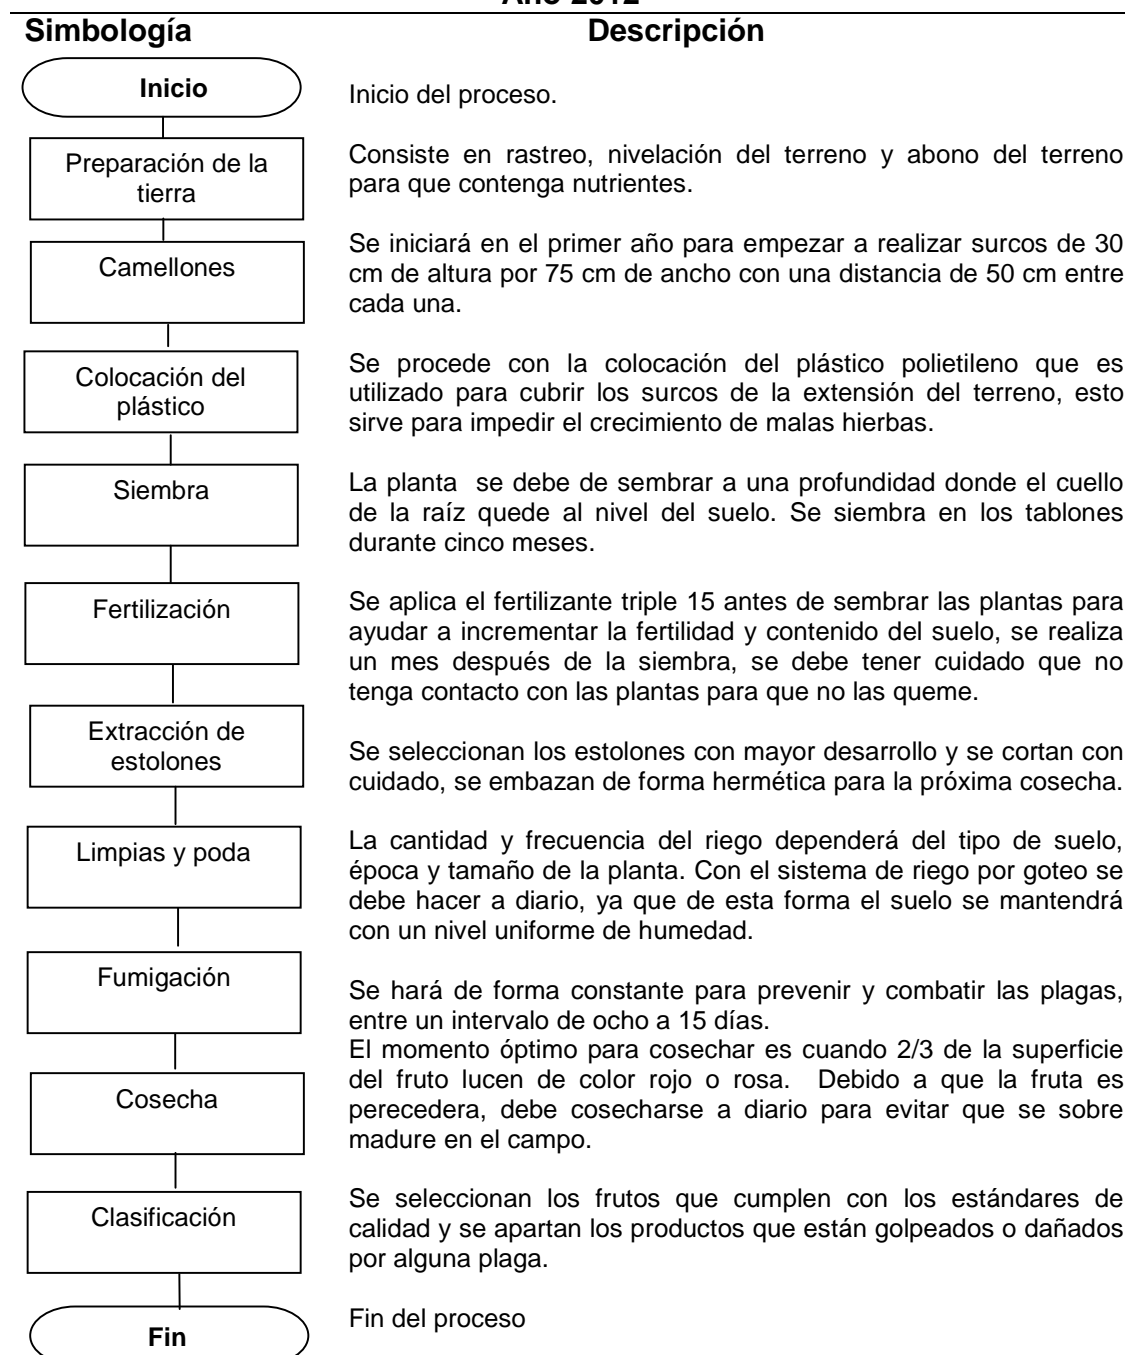 Año 2012
Simbología Descripción
Inicio
Inicio del proceso.
Preparación de la
tierra
Consiste en rastreo, nivelación del terreno y abono del terreno
para que contenga nutrientes.
Camellones
Se iniciará en el primer año para empezar a realizar surcos de 30
cm de altura por 75 cm de ancho con una distancia de 50 cm entre
cada una.
Colocación del
plástico
Se procede con la colocación del plástico polietileno que es
utilizado para cubrir los surcos de la extensión del terreno, esto
sirve para impedir el crecimiento de malas hierbas.
Siembra
La planta se debe de sembrar a una profundidad donde el cuello
de la raíz quede al nivel del suelo. Se siembra en los tablones
durante cinco meses.
Fertilización
Se aplica el fertilizante triple 15 antes de sembrar las plantas para
ayudar a incrementar la fertilidad y contenido del suelo, se realiza
un mes después de la siembra, se debe tener cuidado que no
tenga contacto con las plantas para que no las queme.
Extracción de
estolones
Se seleccionan los estolones con mayor desarrollo y se cortan con
cuidado, se embazan de forma hermética para la próxima cosecha.
Limpias y poda
La cantidad y frecuencia del riego dependerá del tipo de suelo,
época y tamaño de la planta. Con el sistema de riego por goteo se
debe hacer a diario, ya que de esta forma el suelo se mantendrá
con un nivel uniforme de humedad.
Fumigación
Se hará de forma constante para prevenir y combatir las plagas,
entre un intervalo de ocho a 15 días.
Cosecha
El momento óptimo para cosechar es cuando 2/3 de la superficie
del fruto lucen de color rojo o rosa. Debido a que la fruta es
perecedera, debe cosecharse a diario para evitar que se sobre
madure en el campo.
Clasificación
Se seleccionan los frutos que cumplen con los estándares de
calidad y se apartan los productos que están golpeados o dañados
por alguna plaga.
Fin
Fin del proceso